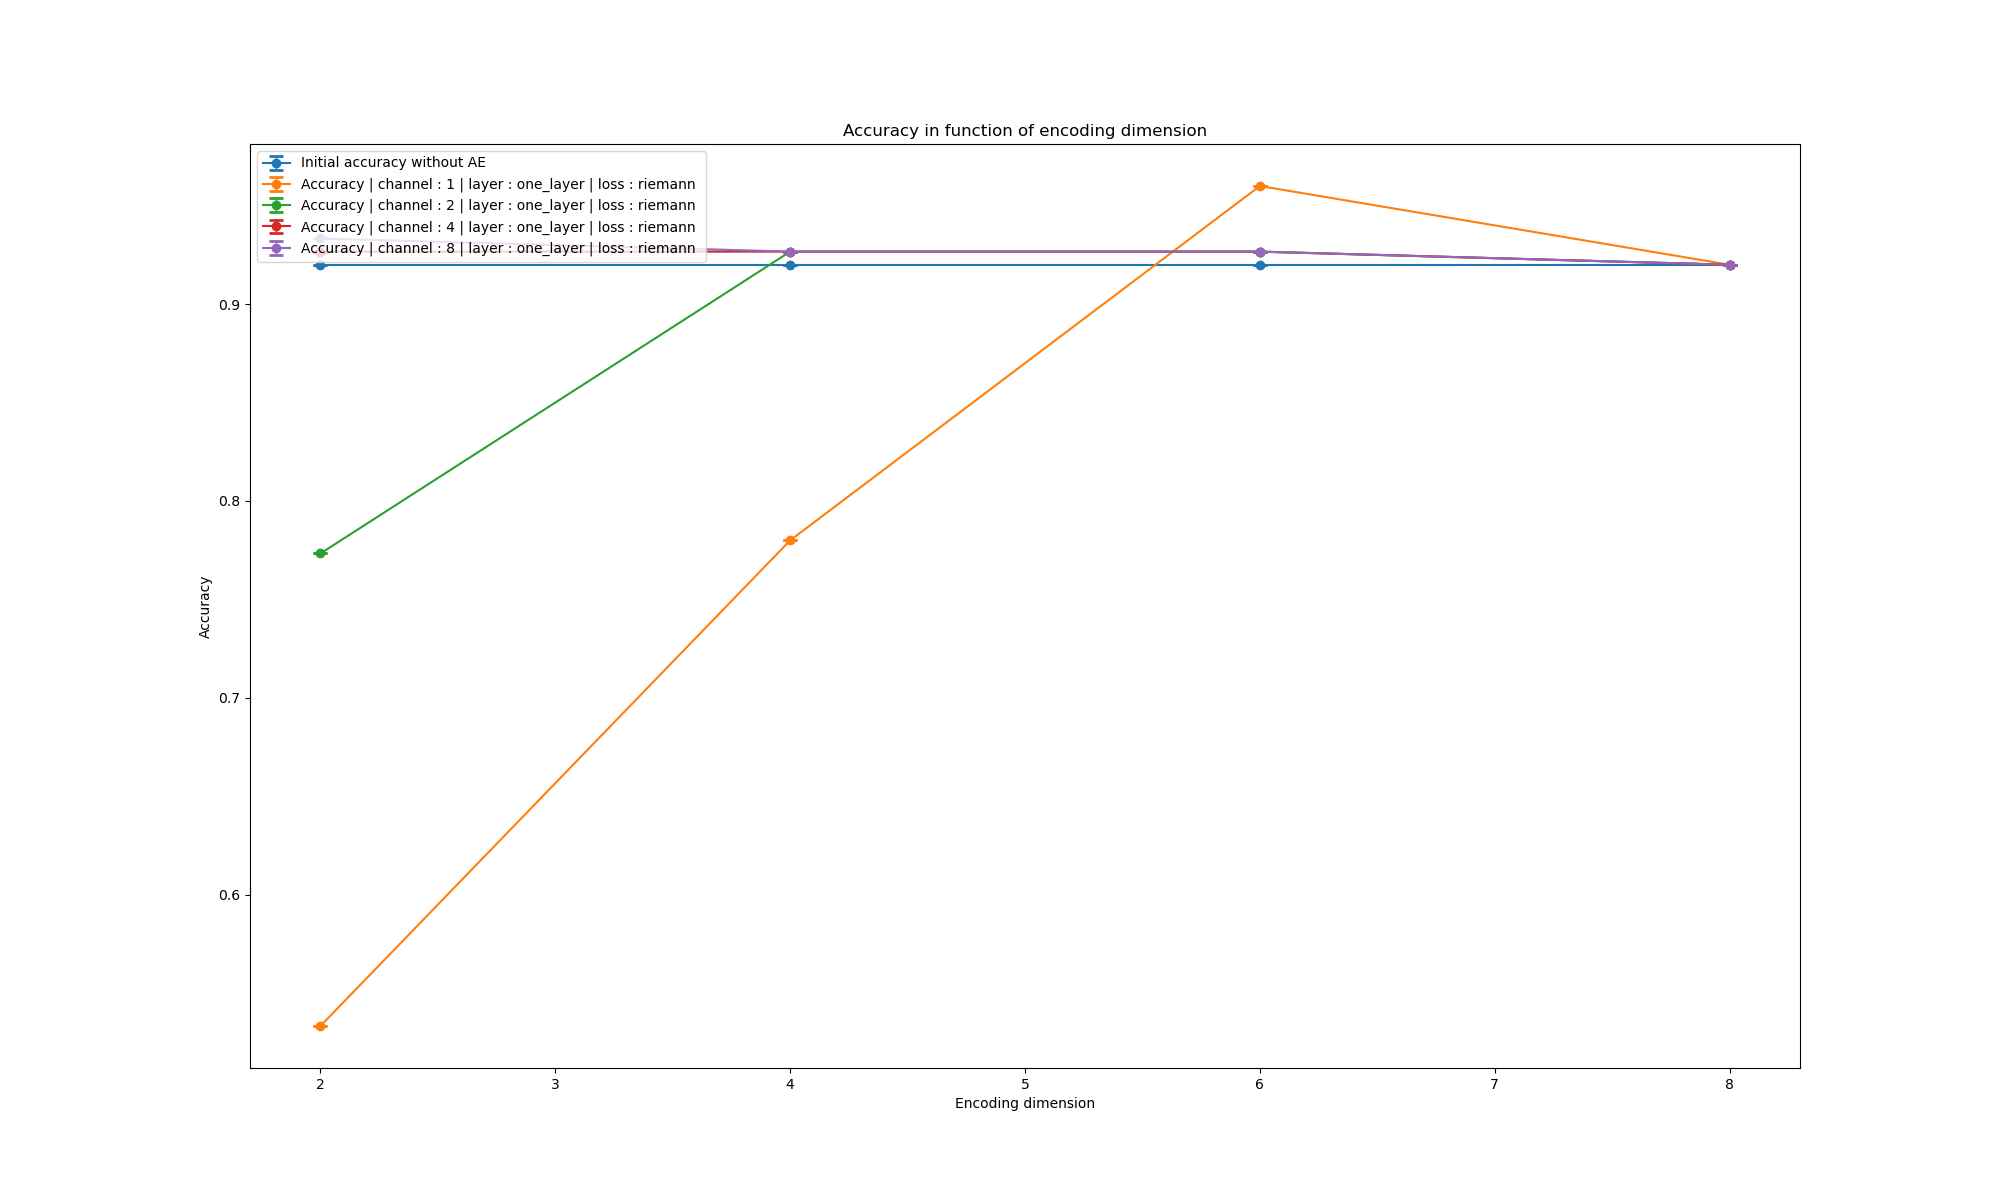 Accuracy in function of encoding dimension
Initial accuracy without AE
Accuracy | channel : 1 | layer : one_layer | loss : riemann
Accuracy | channel : 2 | layer : one_layer | loss : riemann
Accuracy | channel : 4 | layer : one_layer | loss : riemann
Accuracy | channel : 8 | layer : one_layer | loss : riemann
0.9
0.8
0.7
0.6
Accuracy
2 3 4 5 6 7 8
Encoding dimension